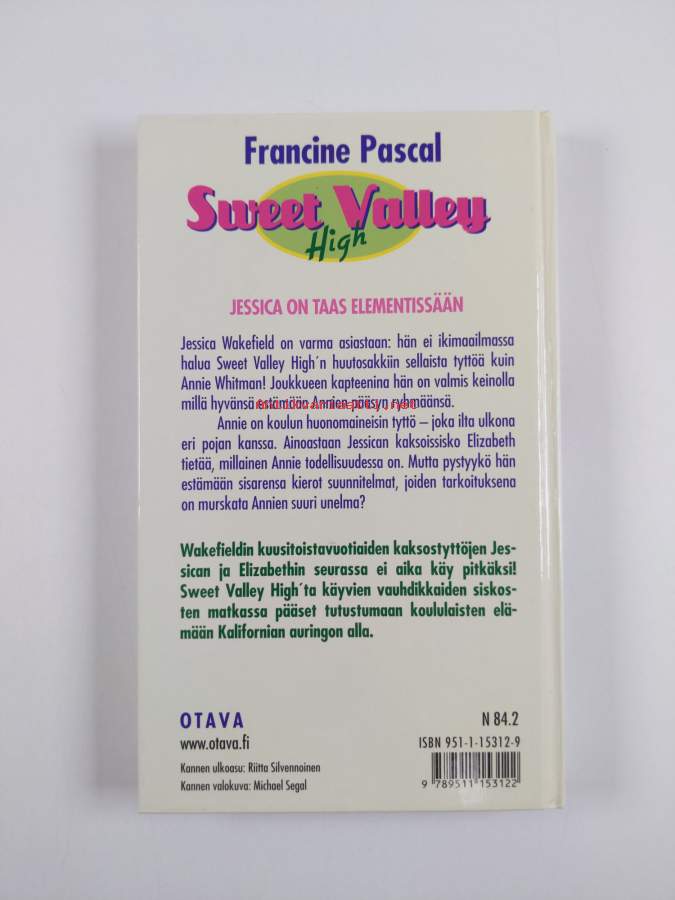 Francine Pascal
Sweet Valley
High
JESSICA ON TAAS ELEMENTISSÄÄN
Jessica Wakefield on varma asiastaan: hän ei ikimaailmassa
halua Sweet Valley High´n huutosakkiin sellaista tyttöä kuin
Annie Whitman! Joukkueen kapteenina hän on valmis keinolla
millä hyvänsä estämään Annien pääsyn ryhmäänsä.
Annie on koulun huonomaineisin tyttö – joka ilta ulkona
eri pojan kanssa. Ainoastaan Jessican kaksoissisko Elizabeth
tietää, millainen Annie todellisuudessa on. Mutta pystyykö hän
estämään sisarensa kierot suunnitelmat, joiden tarkoituksena
on murskata Annien suuri unelma?
Wakefieldin kuusitoistavuotiaiden kaksostyttöjen Jes-
sican ja Elizabethin seurassa ei aika käy pitkäksi!
Sweet Valley High´ta käyvien vauhdikkaiden siskos-
ten matkassa pääset tutustumaan koululaisten elä-
mään Kalifornian auringon alla.
OTAVA
www.otava.fi
Kannen ulkoasu: Riitta Silvennoinen
Kannen valokuva: Michael Segal
N 84.2
ISBN 951-1-15312-9
9 789511 153122